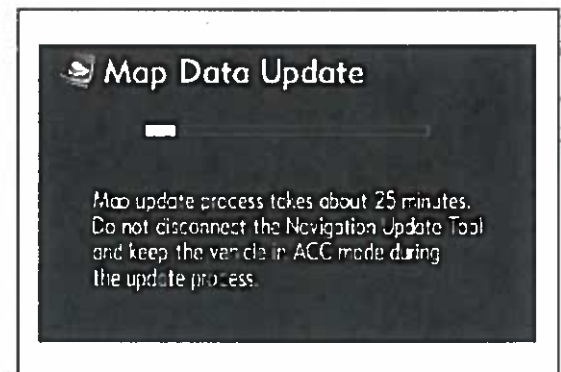 Map Data Update
Map update process takes about 25 minutes.
Do not disconnect the Navigation Update Tool
and keep the vehicle in ACC mode during
the update process.